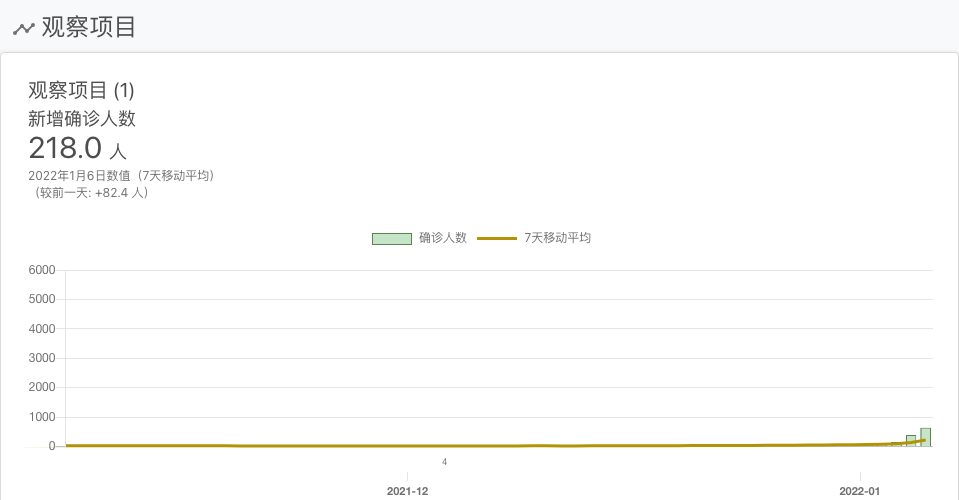 观察项目
观察项目 (1)
新增确诊人数
218.0 人
2022年1月6日数值（7天移动平均）
（较前一天: +82.4 人）
确诊人数 7天移动平均
6000
5000
4000
3000
2000
1000
0
4
2021-12 2022-01